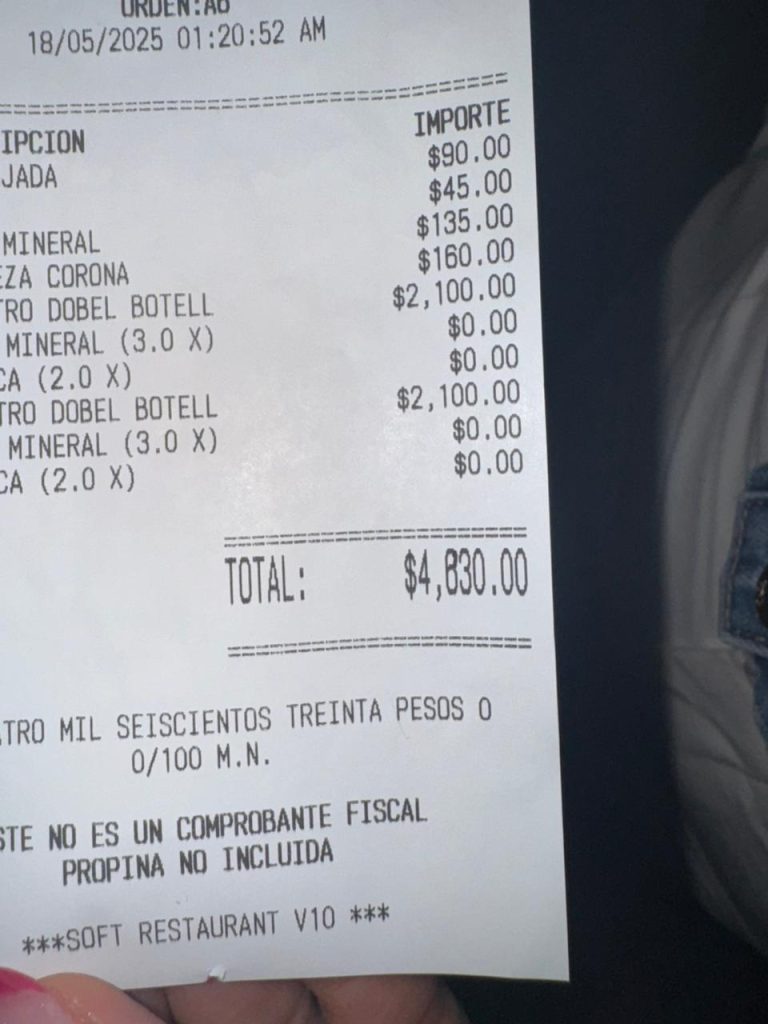 ORDEN:AB
18/05/2025 01:20:52 AM
IPCION IMPORTE
JADA $90.00
$45.00
MINERAL $135.00
EZA CORONA $160.00
TRO DOBEL BOTELL $2,100.00
MINERAL (3.0 X) $0.00
CA (2.0 X) $0.00
TRO DOBEL BOTELL $2,100.00
MINERAL (3.0 X) $0.00
CA (2.0 X) $0.00
TOTAL: $4,630.00
TRO MIL SEISCIENTOS TREINTA PESOS 0
0/100 M.N.
STE NO ES UN COMPROBANTE FISCAL
PROPINA NO INCLUIDA
***SOFT RESTAURANT V10 ***